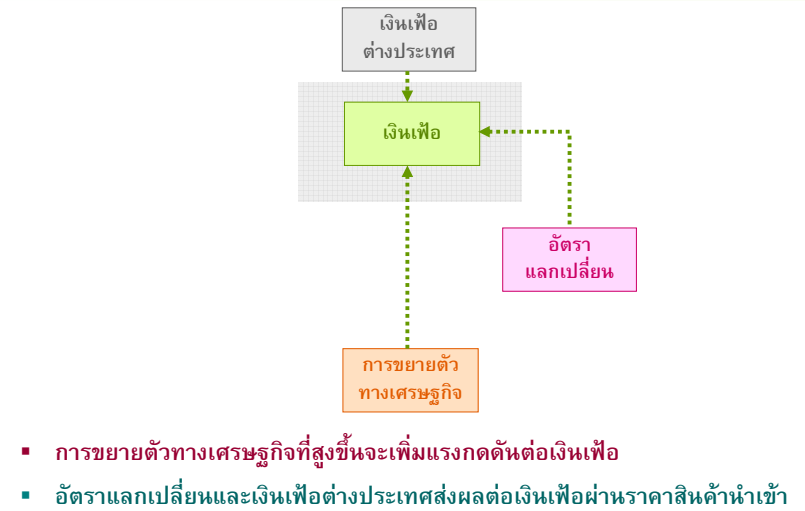 เงินเฟ้อ
ต่างประเทศ
เงินเฟ้อ
อัตรา
แลกเปลี่ยน
การขยายตัว
ทางเศรษฐกิจ
▪ การขยายตัวทางเศรษฐกิจที่สูงขึ้นจะเพิ่มแรงกดดันต่อเงินเฟ้อ
▪ อัตราแลกเปลี่ยนและเงินเฟ้อต่างประเทศส่งผลต่อเงินเฟ้อผ่านราคาสินค้านำเข้า